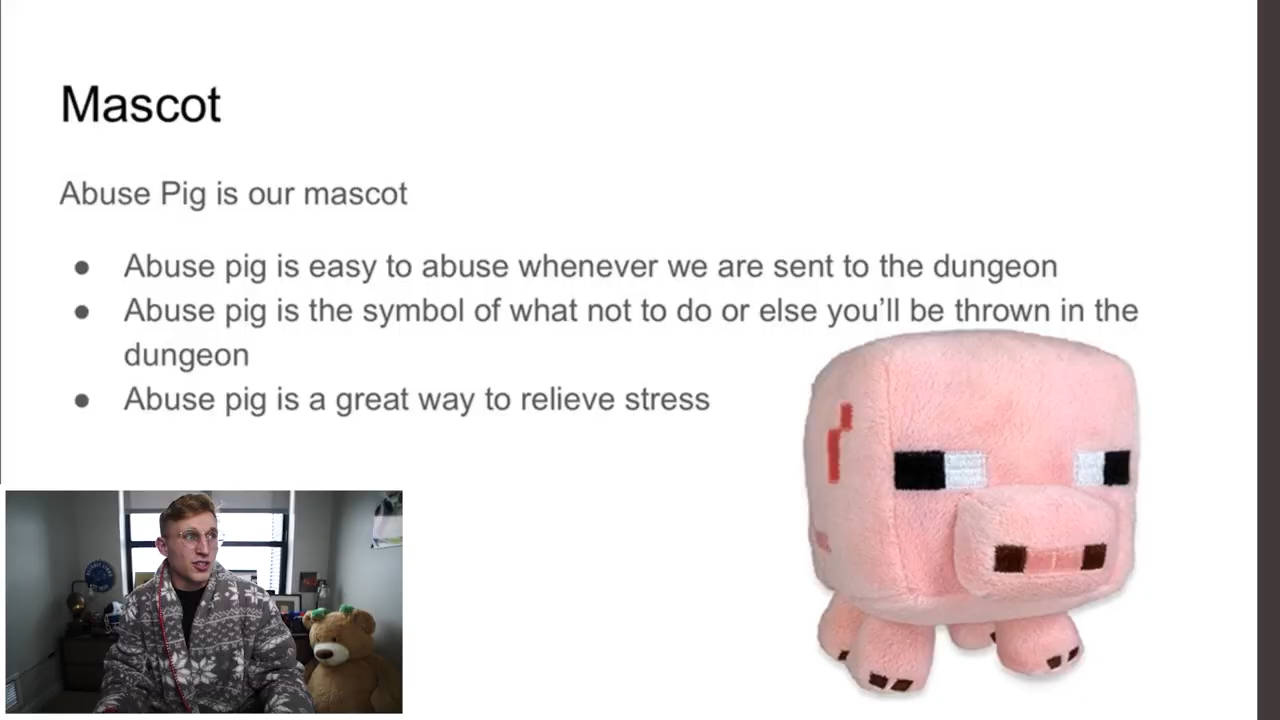 Mascot
Abuse Pig is our mascot
● Abuse pig is easy to abuse whenever we are sent to the dungeon
● Abuse pig is the symbol of what not to do or else you’ll be thrown in the
dungeon
● Abuse pig is a great way to relieve stress